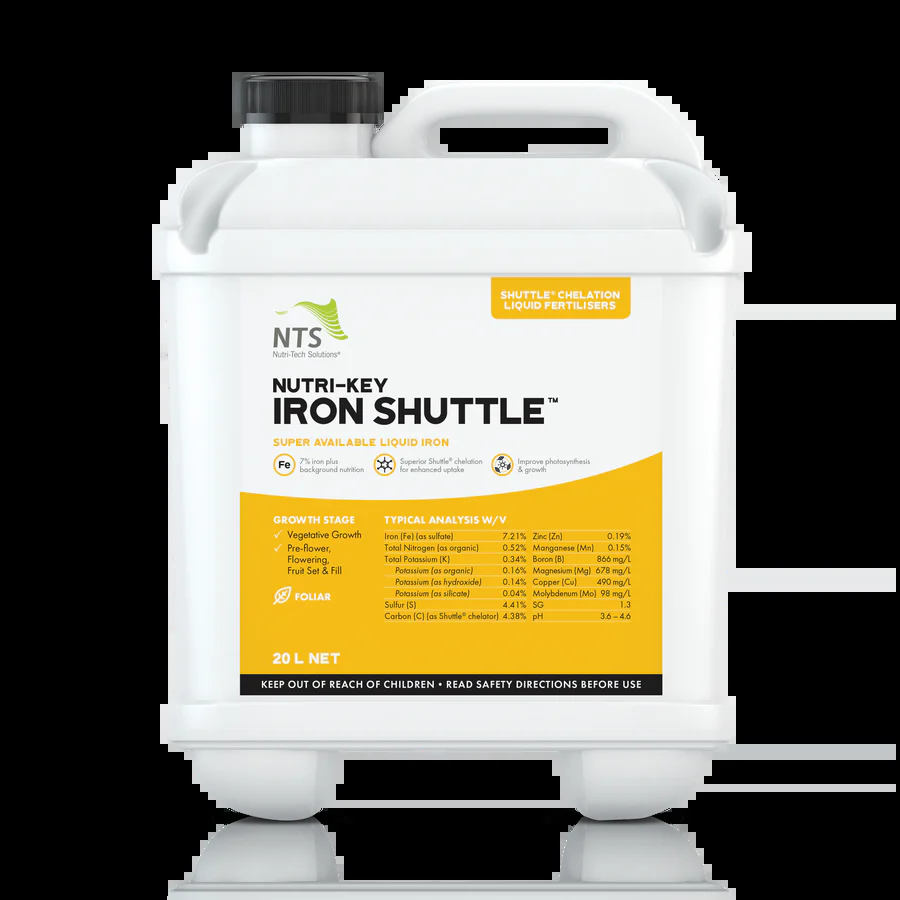 SHUTTLE® CHELATION
LIQUID FERTILISERS
NTS
Nutri-Tech Solutions®
NUTRI-KEY
IRON SHUTTLE™
SUPER AVAILABLE LIQUID IRON
Fe
7% iron plus
background nutrition
Superior Shuttle® chelation
for enhanced uptake
Improve photosynthesis
& growth
GROWTH STAGE
✓ Vegetative Growth
✓ Pre-flower,
Flowering,
Fruit Set & Fill
FOLIAR
TYPICAL ANALYSIS W/V
Iron (Fe) (as sulfate) 7.21% Zinc (Zn) 0.19%
Total Nitrogen (as organic) 0.52% Manganese (Mn) 0.15%
Total Potassium (K) 0.34% Boron (B) 866 mg/L
Potassium (as organic) 0.16% Magnesium (Mg) 678 mg/L
Potassium (as hydroxide) 0.14% Copper (Cu) 490 mg/L
Potassium (as silicate) 0.04% Molybdenum (Mo) 98 mg/L
Sulfur (S) 4.41% SG 1.3
Carbon (C) (as Shuttle® chelator) 4.38% pH 3.6 – 4.6
20 L NET
KEEP OUT OF REACH OF CHILDREN • READ SAFETY DIRECTIONS BEFORE USE